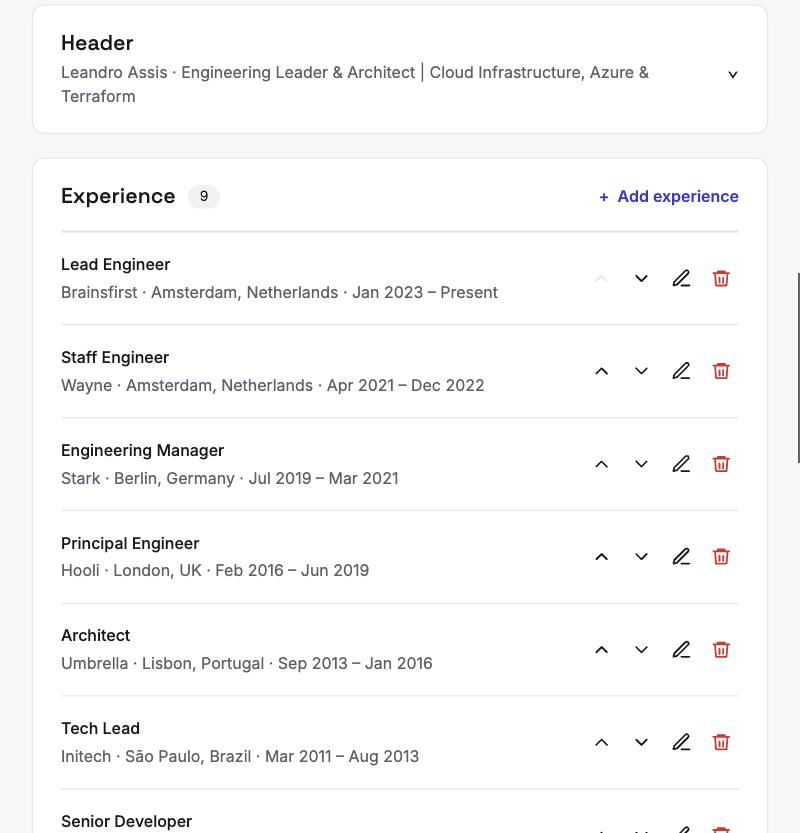 Header
Leandro Assis · Engineering Leader & Architect | Cloud Infrastructure, Azure &
Terraform
Experience 9
+ Add experience
Lead Engineer
Brainsfirst · Amsterdam, Netherlands · Jan 2023 – Present
Staff Engineer
Wayne · Amsterdam, Netherlands · Apr 2021 – Dec 2022
Engineering Manager
Stark · Berlin, Germany · Jul 2019 – Mar 2021
Principal Engineer
Hooli · London, UK · Feb 2016 – Jun 2019
Architect
Umbrella · Lisbon, Portugal · Sep 2013 – Jan 2016
Tech Lead
Initech · São Paulo, Brazil · Mar 2011 – Aug 2013
Senior Developer